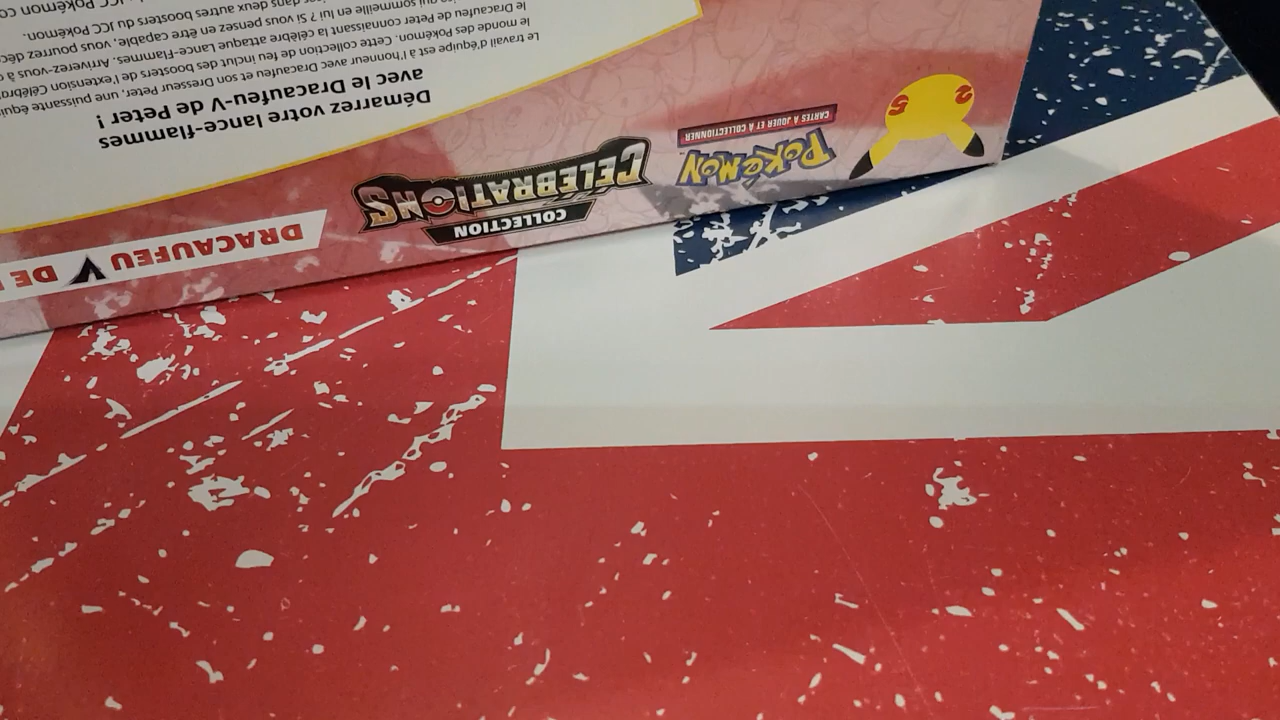 Démarrez votre lance-flammes
avec le Dracaufeu-V de Peter !
Le travail d'équipe est à l'honneur avec Dracaufeu et son Dresseur Peter, une puissante
le monde des Pokémon. Cette collection de feu inclut des boosters de l'extension
le Dracaufeu de Peter connaissant la célèbre attaque Lance-Flammes. Arriverez-vous à
qui sommeille en lui ? Si vous pensez en être capable, vous pourrez
dans deux autres boosters du JCC Pokémon.
JCC Pokémon
25
POKÉMON
CARTES À JOUER ET À COLLECTIONNER
COLLECTION
CÉLÉBRATIONS
DRACAUFEU V DE